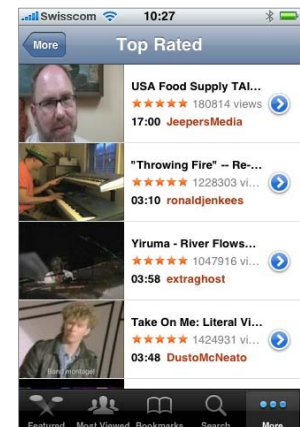 Swisscom 10:27
More Top Rated
USA Food Supply TAI...
180814 views
17:00 JeepersMedia
"Throwing Fire" -- Re-...
1228303 vi...
03:10 ronaldjenkees
Yiruma - River Flows...
1047916 vi...
03:58 extraghost
Take On Me: Literal Vi...
1424931 vi...
03:48 DustoMcNeato
Band montage!
Featured Most Viewed Bookmarks Search More